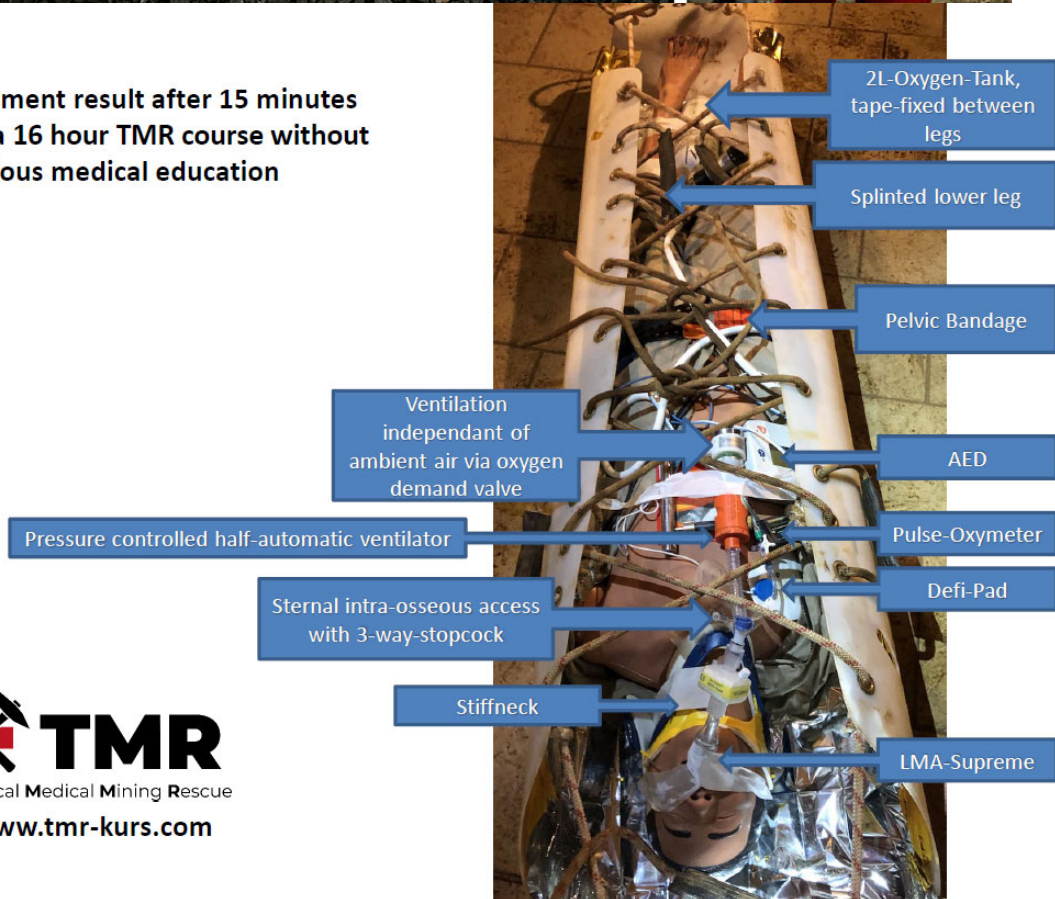 ment result after 15 minutes
a 16 hour TMR course without
ous medical education
2L-Oxygen-Tank,
tape-fixed between
legs
Splinted lower leg
Pelvic Bandage
Ventilation
independant of
ambient air via oxygen
demand valve
AED
Pressure controlled half-automatic ventilator
Pulse-Oxymeter
Defi-Pad
Sternal intra-osseous access
with 3-way-stopcock
Stiffneck
LMA-Supreme
TMR
cal Medical Mining Rescue
ww.tmr-kurs.com